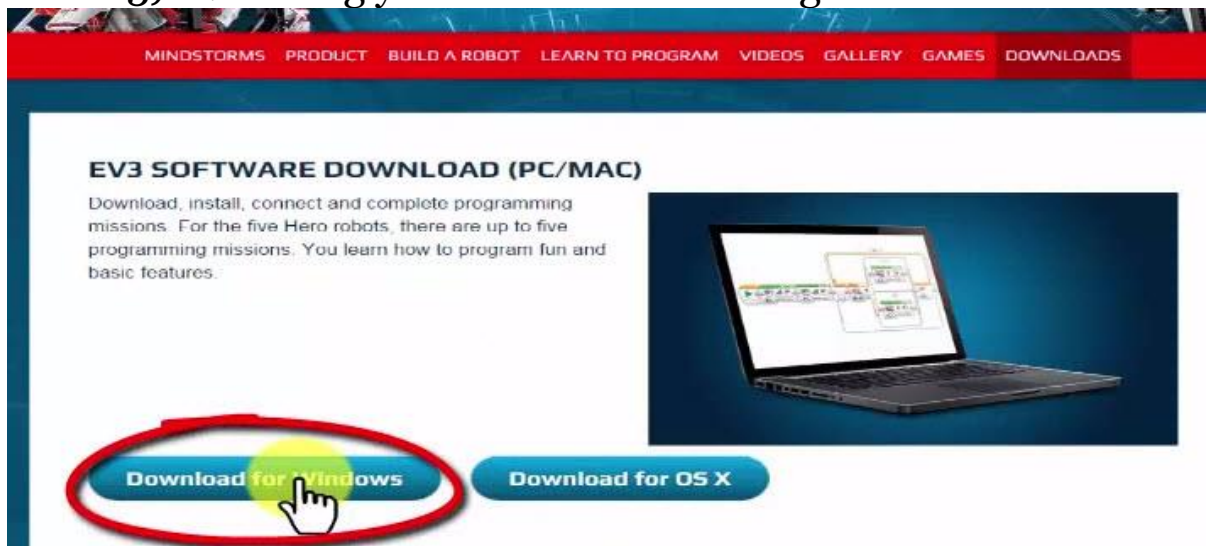 MINDSTORMS PRODUCT BUILD A ROBOT LEARN TO PROGRAM VIDEOS GALLERY GAMES DOWNLOADS
EV3 SOFTWARE DOWNLOAD (PC/MAC)
Download, install, connect and complete programming
missions. For the five Hero robots, there are up to five
programming missions. You learn how to program fun and
basic features.
Download for Windows
Download for OS X